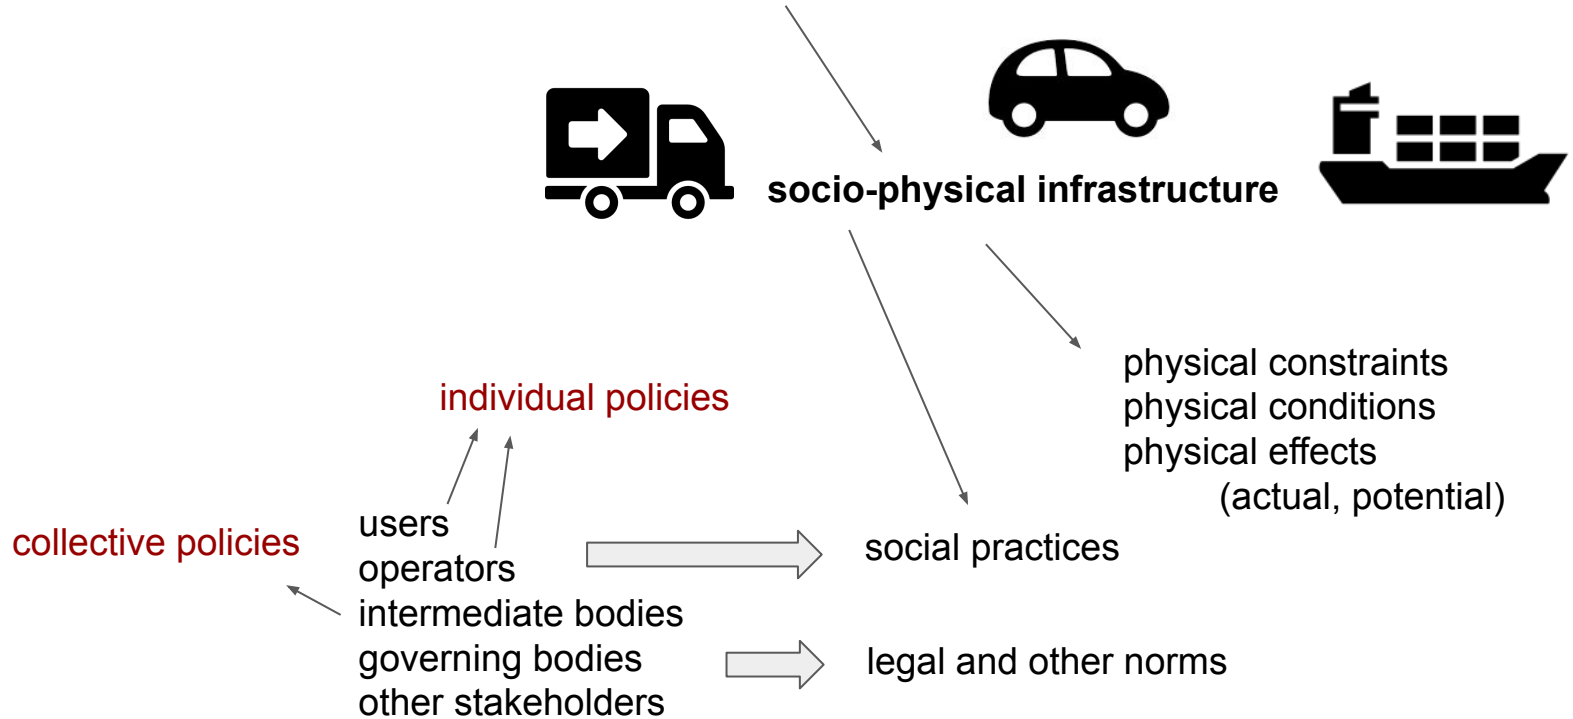 socio-physical infrastructure
physical constraints
physical conditions
physical effects
(actual, potential)
individual policies
collective policies
users
operators
intermediate bodies
governing bodies
other stakeholders
social practices
legal and other norms